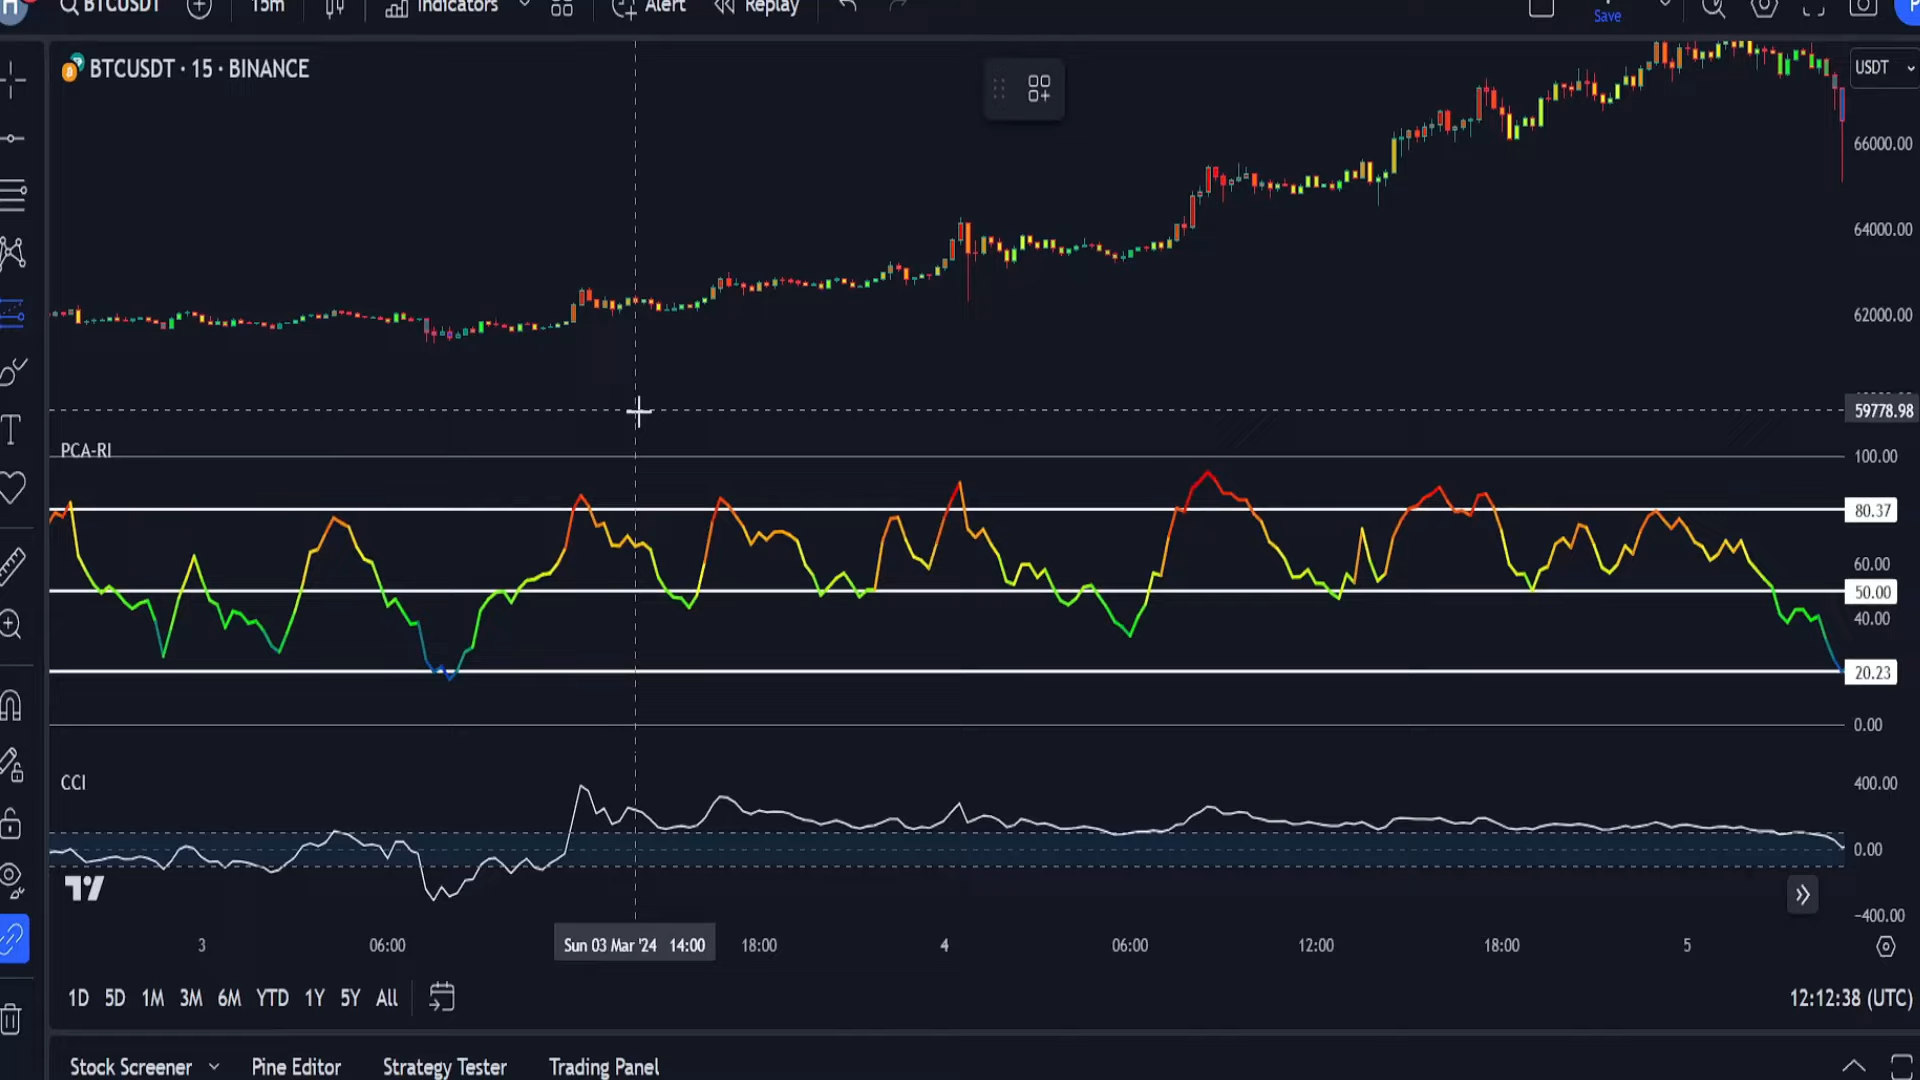 H BTCUSDT 15m Indicators Alert Replay Save
BTCUSDT · 15 · BINANCE
USDT
66000.00
64000.00
62000.00
59778.98
PCA-RI
100.00
80.37
60.00
50.00
40.00
20.23
0.00
CCI
400.00
0.00
−400.00
3 06:00 Sun 03 Mar '24 14:00 18:00 4 06:00 12:00 18:00 5
1D 5D 1M 3M 6M YTD 1Y 5Y All 12:12:38 (UTC)
Stock Screener Pine Editor Strategy Tester Trading Panel